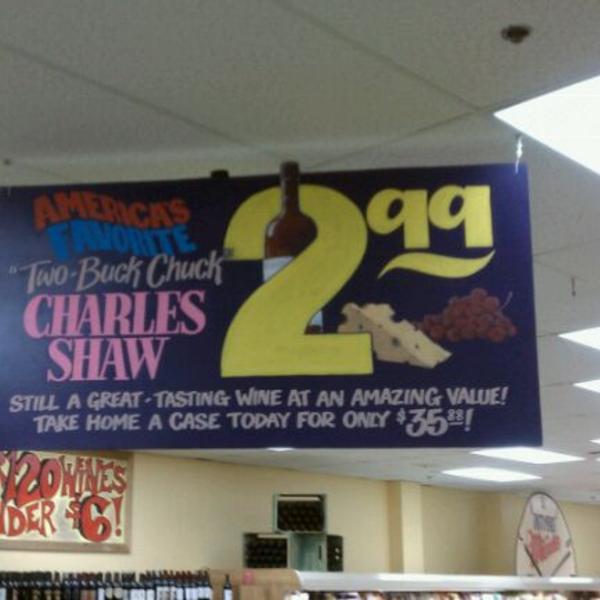 AMERICA'S
FAVORITE
"Two-Buck Chuck"
CHARLES
SHAW
2 99
STILL A GREAT-TASTING WINE AT AN AMAZING VALUE!
TAKE HOME A CASE TODAY FOR ONLY $35 88!
120 WINES
$6!